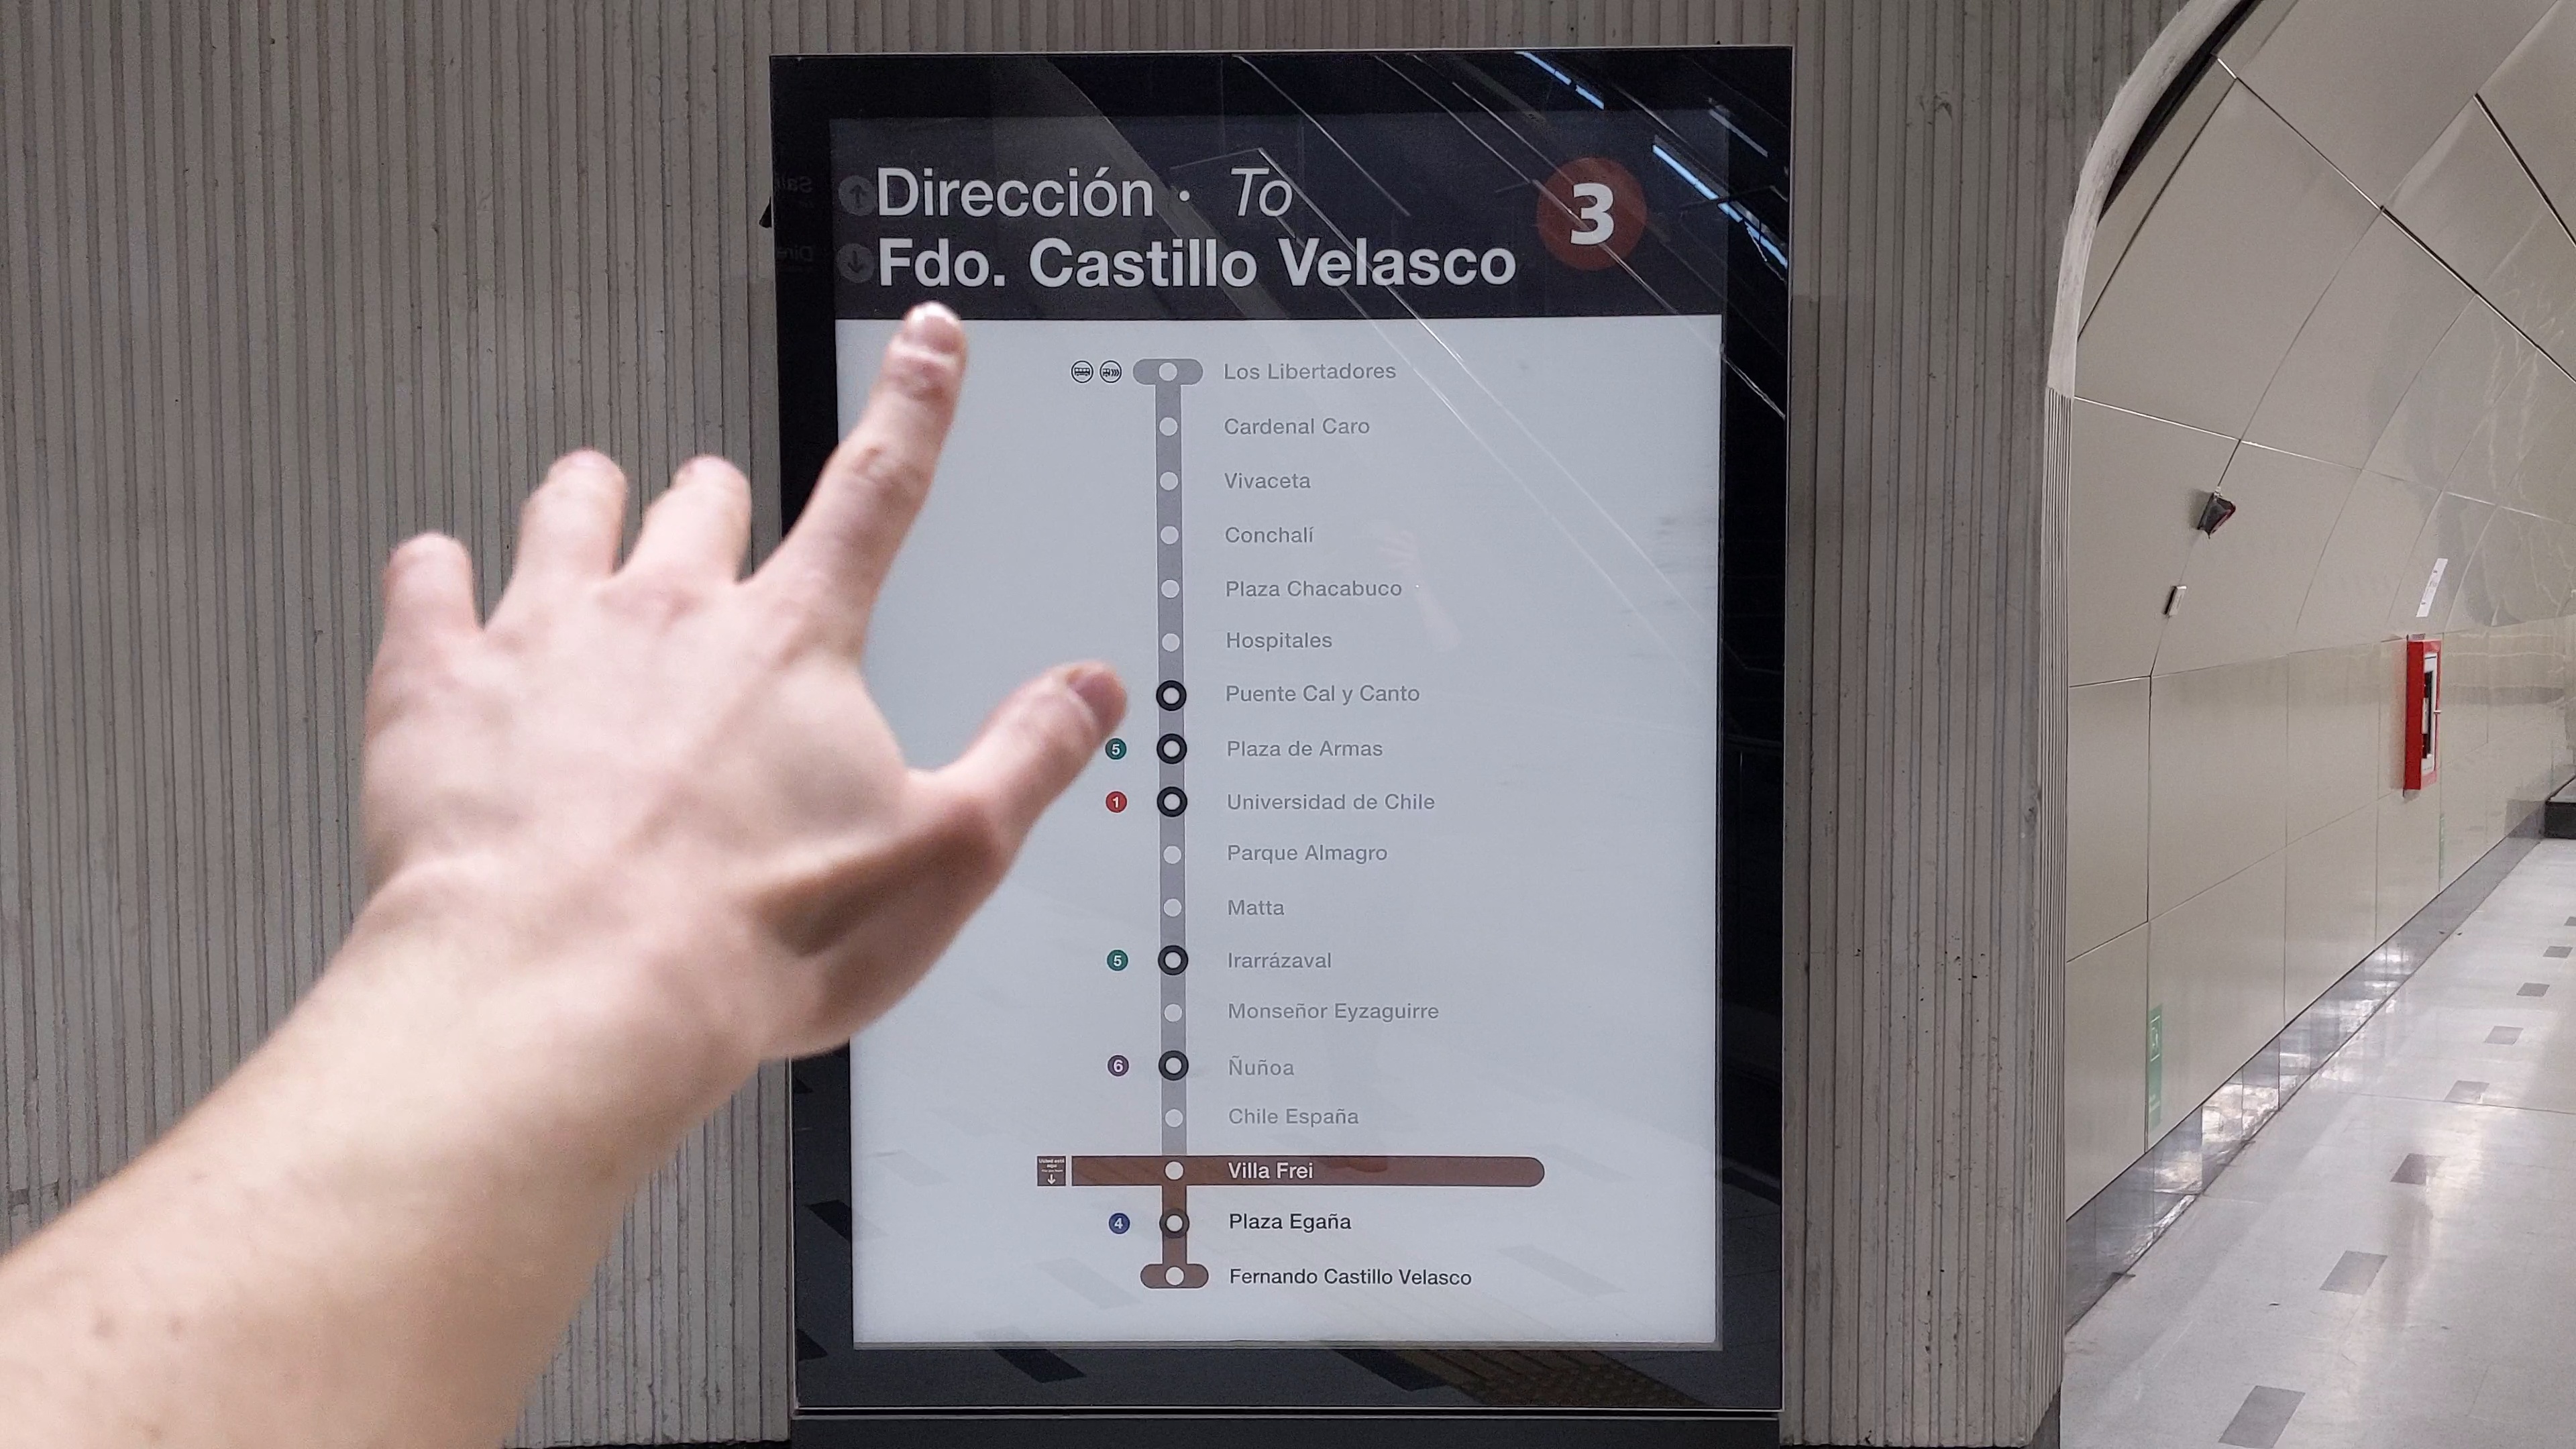 Dirección · To
Fdo. Castillo Velasco
3
Los Libertadores
Cardenal Caro
Vivaceta
Conchalí
Plaza Chacabuco
Hospitales
Puente Cal y Canto
5 Plaza de Armas
1 Universidad de Chile
Parque Almagro
Matta
5 Irarrázaval
Monseñor Eyzaguirre
6 Ñuñoa
Chile España
Villa Frei
4 Plaza Egaña
Fernando Castillo Velasco